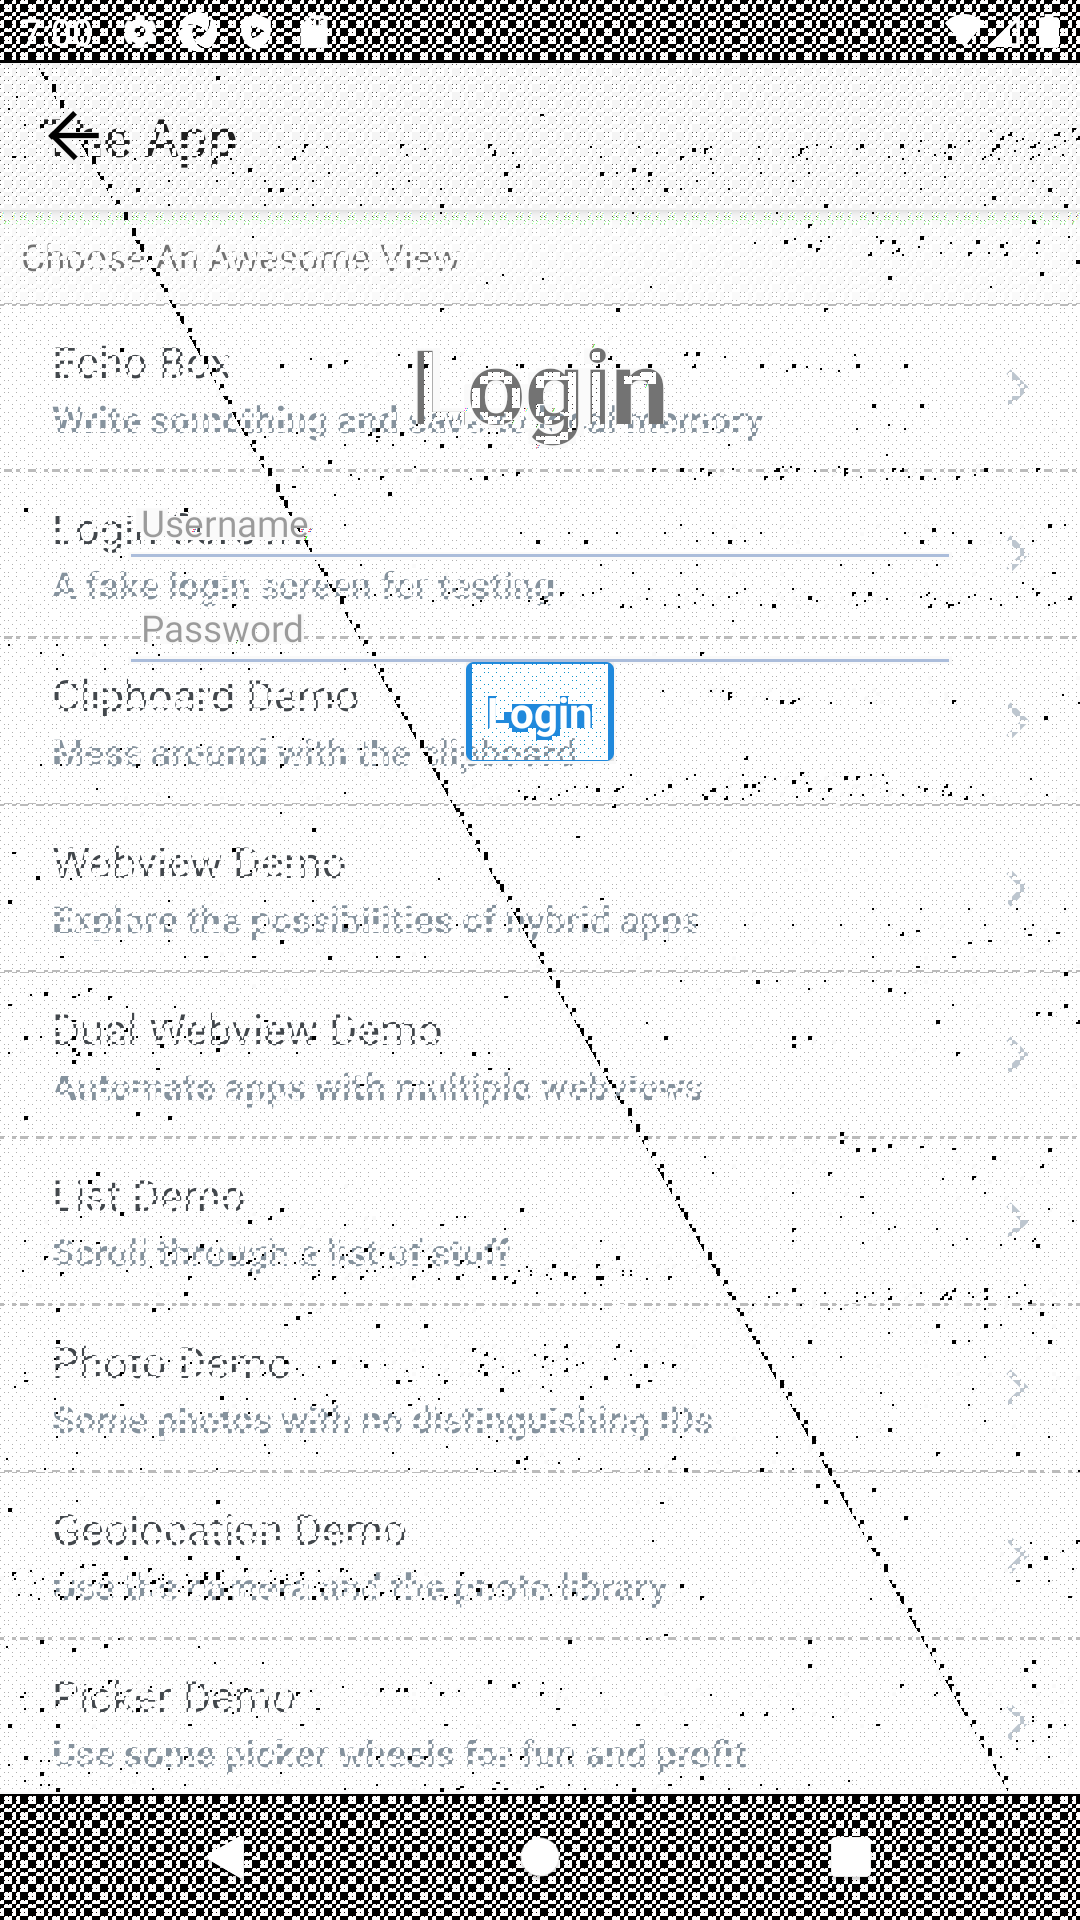 7:00
The App
Choose An Awesome View
Echo Box
Write something and save to local memory
Login
Login Screen
Username
A fake login screen for testing
Password
Clipboard Demo
Login
Mess around with the clipboard
Webview Demo
Explore the possibilities of hybrid apps
Dual Webview Demo
Automate apps with multiple webviews
List Demo
Scroll through a list of stuff
Photo Demo
Some photos with no distinguishing IDs
Geolocation Demo
Use the camera and the photo library
Picker Demo
Use some picker wheels for fun and profit